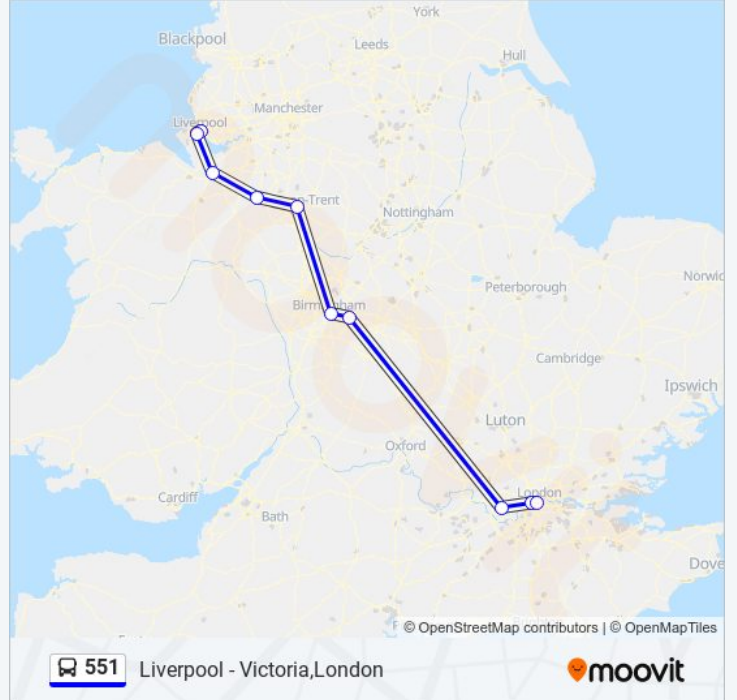 York
Blackpool
Leeds
Hull
Manchester
Liverpool
-Trent
Nottingham
Peterborough
Norwic
Birmingham
Cambridge
Ipswich
Luton
Oxford
London
Cardiff
Bath
Dove
© OpenStreetMap contributors | © OpenMapTiles
551 Liverpool - Victoria,London
moovit